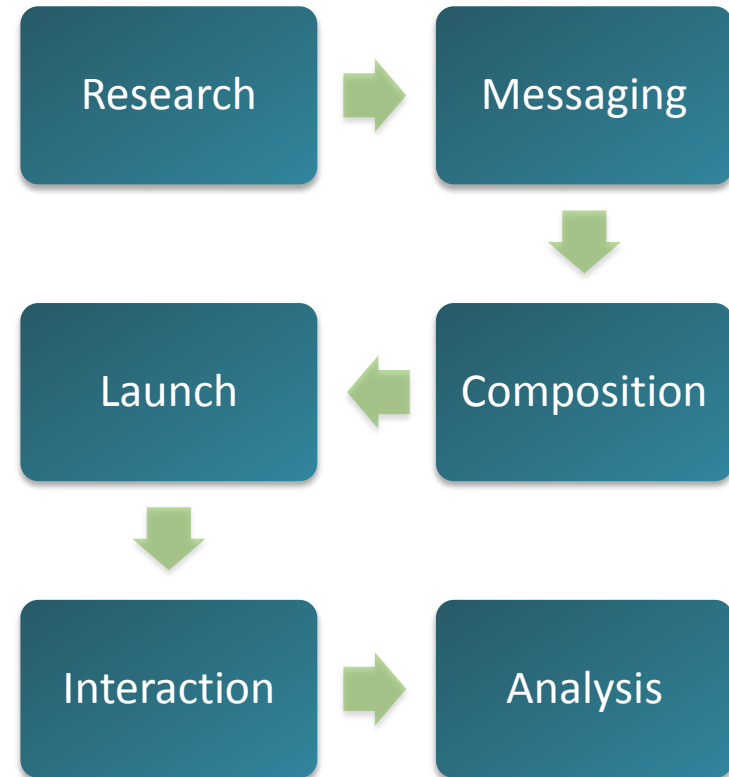 Research
Messaging
Composition
Launch
Interaction
Analysis